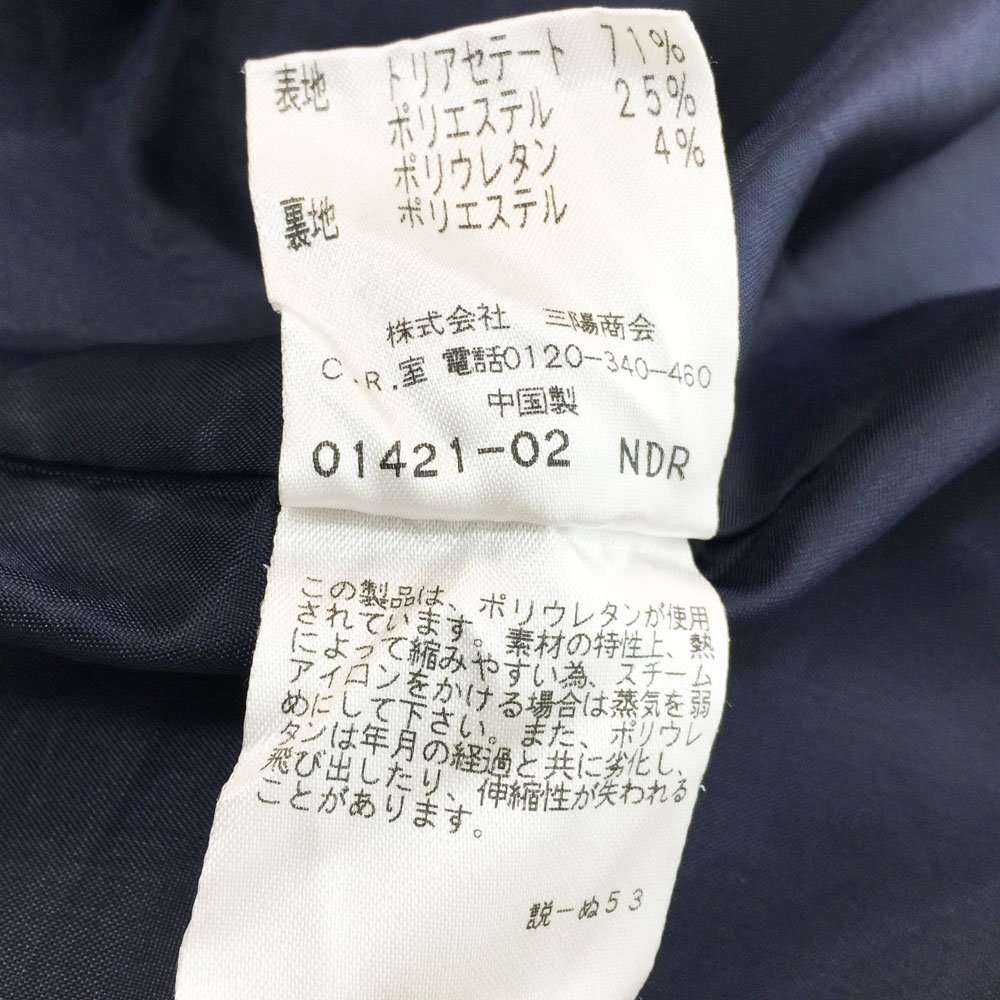 表地 トリアセテート 71%
ポリエステル 25%
ポリウレタン 4%
裏地 ポリエステル
株式会社 三陽商会
C.R.室 電話0120-340-460
中国製
01421-02 NDR
この製品は、ポリウレタンが使用
されています。素材の特性上、熱
によって縮みやすい為、スチーム
アイロンをかける場合は蒸気を弱
めにして下さい。また、ポリウレ
タンは年月の経過と共に劣化し、
飛び出したり、伸縮性が失われる
ことがあります。
説ーぬ53